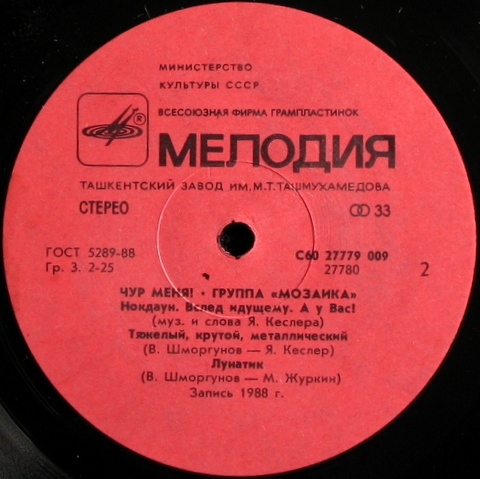 МИНИСТЕРСТВО
КУЛЬТУРЫ СССР
ВСЕСОЮЗНАЯ ФИРМА ГРАМПЛАСТИНОК
®
МЕЛОДИЯ
ТАШКЕНТСКИЙ ЗАВОД ИМ. М.Т. ТАШМУХАМЕДОВА
СТЕРЕО
33
ГОСТ 5289-88
Гр. 3. 2-25
С60 27779 009
27780
2
ЧУР МЕНЯ! · ГРУППА «МОЗАИКА»
Нокдаун. Вслед идущему. А у Вас!
(муз. и слова Я. Кеслера)
Тяжелый, крутой, металлический
(В. Шморгунов — Я. Кеслер)
Лунатик
(В. Шморгунов — М. Журкин)
Запись 1988 г.